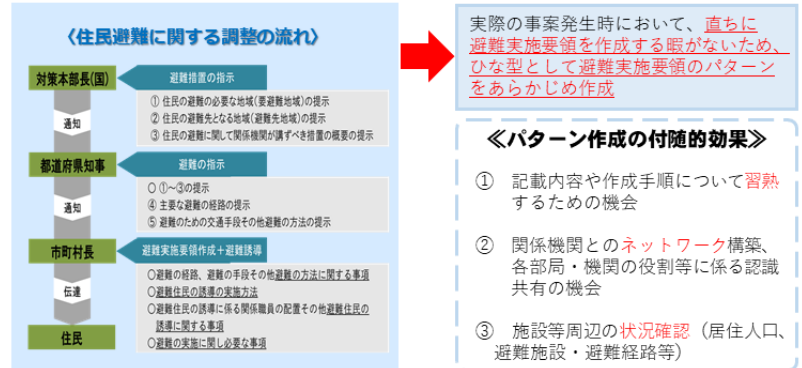 〈住民避難に関する調整の流れ〉
対策本部長(国)
避難措置の指示
① 住民の避難の必要な地域(要避難地域)の提示
② 住民の避難先となる地域(避難先地域)の提示
③ 住民の避難に関して関係機関が講ずべき措置の概要の提示
通知
都道府県知事
避難の指示
〇 ①～③の提示
④ 主要な避難の経路の提示
⑤ 避難のための交通手段その他避難の方法の提示
通知
市町村長
避難実施要領作成＋避難誘導
〇避難の経路、避難の手段その他避難の方法に関する事項
〇避難住民の誘導の実施方法
〇避難住民の誘導に係る関係職員の配置その他避難住民の
誘導に関する事項
〇避難の実施に関し必要な事項
伝達
住民
実際の事案発生時において、直ちに
避難実施要領を作成する暇がないため、
ひな型として避難実施要領のパターン
をあらかじめ作成
≪パターン作成の付随的効果≫
① 記載内容や作成手順について習熟
するための機会
② 関係機関とのネットワーク構築、
各部局・機関の役割等に係る認識
共有の機会
③ 施設等周辺の状況確認（居住人口、
避難施設・避難経路等）